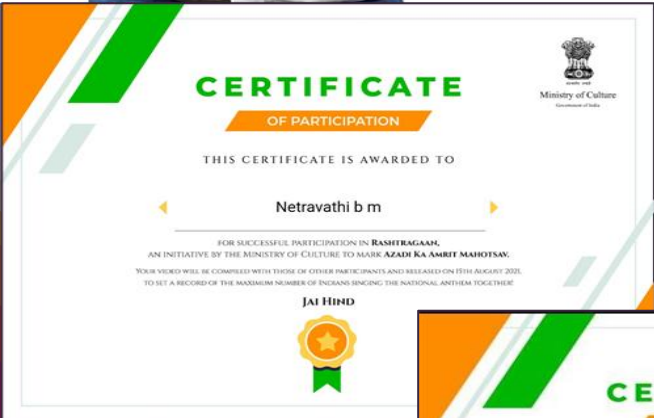 CERTIFICATE
OF PARTICIPATION
Ministry of Culture
Government of India
THIS CERTIFICATE IS AWARDED TO
Netravathi b m
FOR SUCCESSFUL PARTICIPATION IN RASHTRAGAAN,
AN INITIATIVE BY THE MINISTRY OF CULTURE TO MARK AZADI KA AMRIT MAHOTSAV.
YOUR VIDEO WILL BE COMPILED WITH THOSE OF OTHER PARTICIPANTS AND RELEASED ON 15TH AUGUST 2021,
TO SET A RECORD OF THE MAXIMUM NUMBER OF INDIANS SINGING THE NATIONAL ANTHEM TOGETHER!
JAI HIND
CE